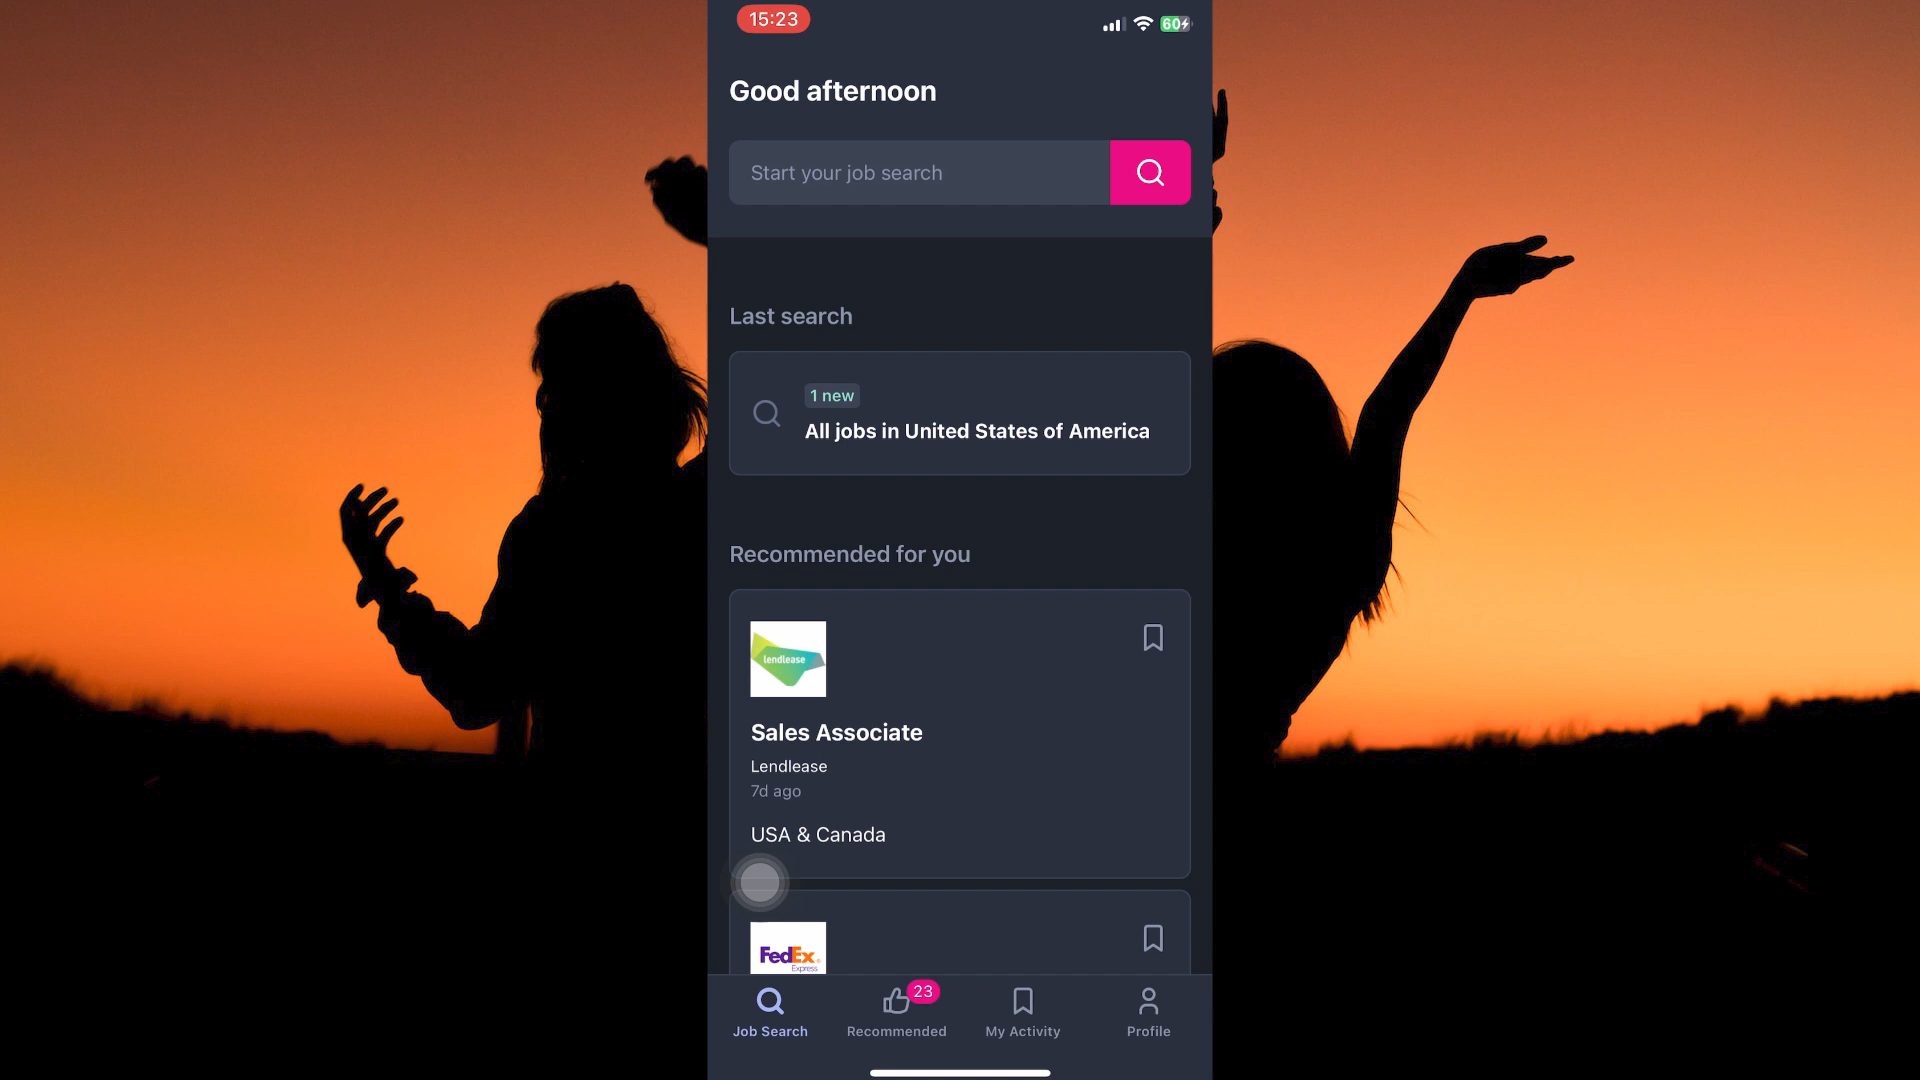 15:23
60
Good afternoon
Start your job search
Last search
1 new
All jobs in United States of America
Recommended for you
lendlease
Sales Associate
Lendlease
7d ago
USA & Canada
FedEx
Express
23
Job Search
Recommended
My Activity
Profile